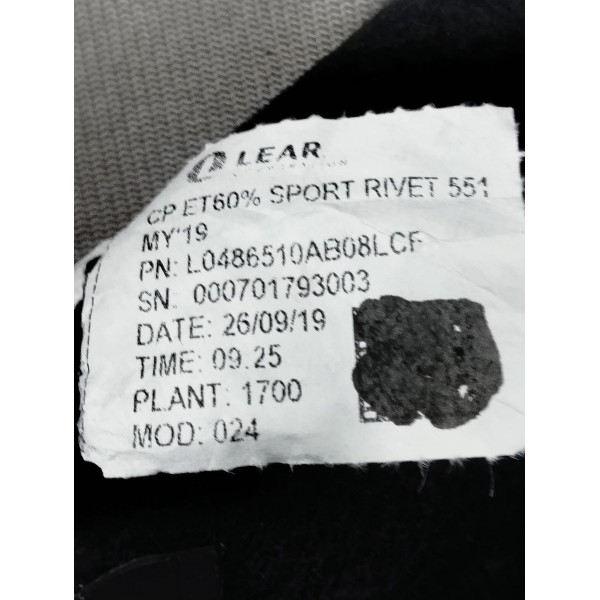 LEAR
CORPORATION
CP ET60% SPORT RIVET 551
MY'19
PN: L0486510AB08LCF
SN: 000701793003
DATE: 26/09/19
TIME: 09.25
PLANT: 1700
MOD: 024